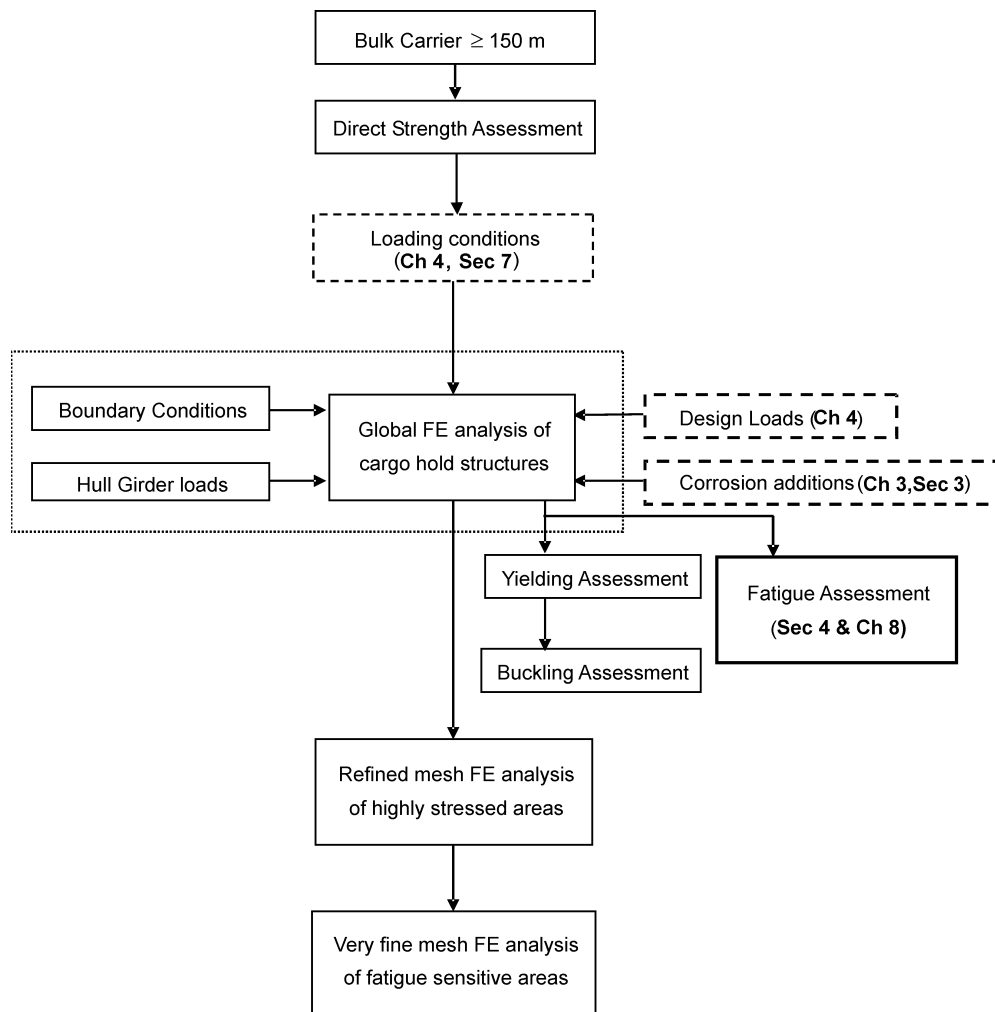 Bulk Carrier ≥ 150 m
Direct Strength Assessment
Loading conditions
(Ch 4, Sec 7)
Boundary Conditions
Hull Girder loads
Global FE analysis of
cargo hold structures
Design Loads (Ch 4)
Corrosion additions (Ch 3,Sec 3)
Yielding Assessment
Buckling Assessment
Fatigue Assessment
(Sec 4 & Ch 8)
Refined mesh FE analysis
of highly stressed areas
Very fine mesh FE analysis
of fatigue sensitive areas